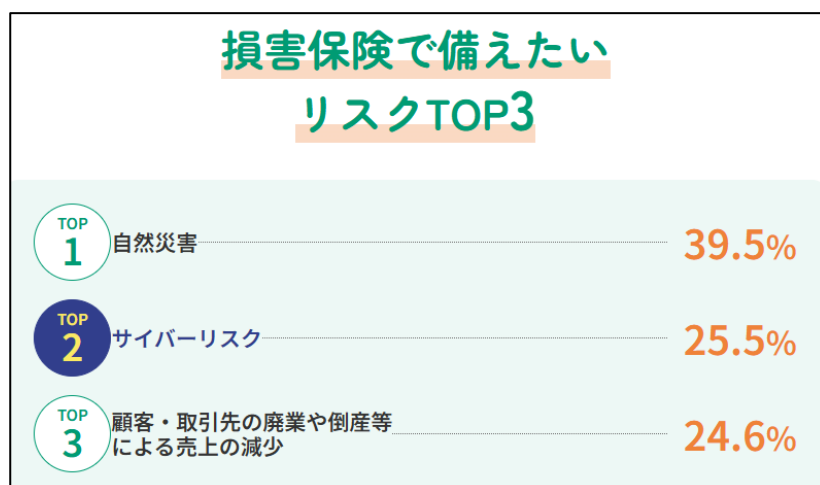 損害保険で備えたい
リスクTOP3
TOP
1
自然災害
39.5%
TOP
2
サイバーリスク
25.5%
TOP
3
顧客・取引先の廃業や倒産等
による売上の減少
24.6%